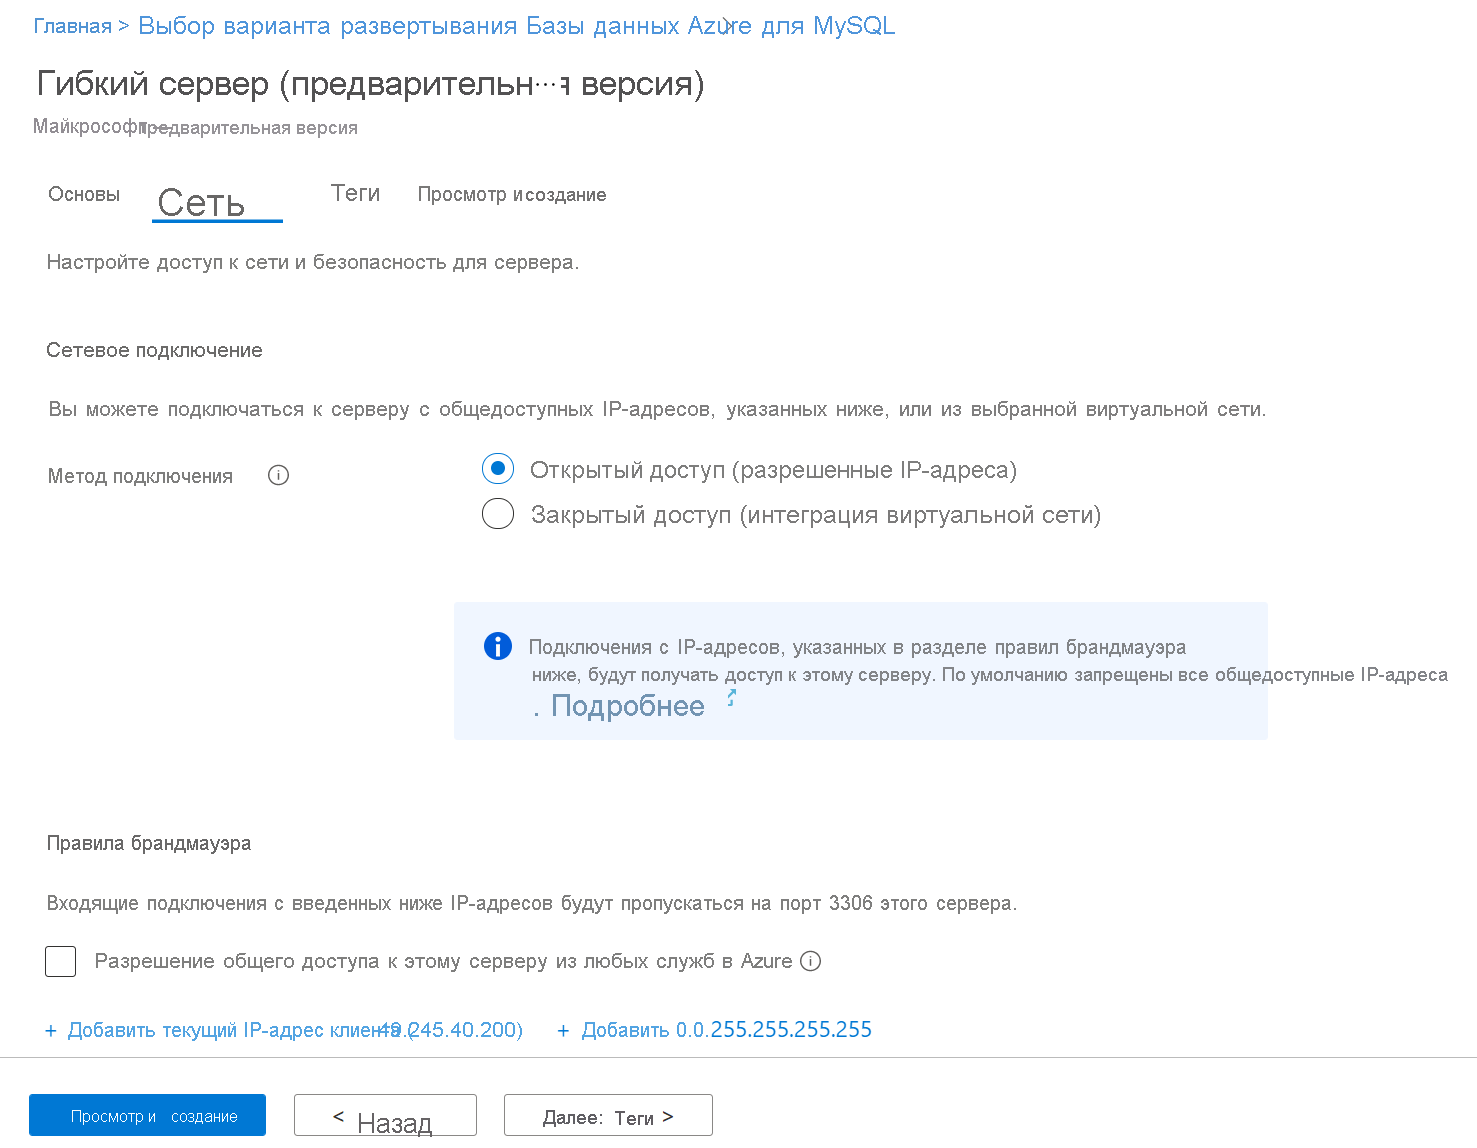 Главная > Выбор варианта развертывания Базы данных Azure для MySQL
Гибкий сервер (предварительн...я версия)
Майкрософт — предварительная версия
Основы Сеть Теги Просмотр и создание
Настройте доступ к сети и безопасность для сервера.
Сетевое подключение
Вы можете подключаться к серверу с общедоступных IP-адресов, указанных ниже, или из выбранной виртуальной сети.
Метод подключения
Открытый доступ (разрешенные IP-адреса)
Закрытый доступ (интеграция виртуальной сети)
Подключения с IP-адресов, указанных в разделе правил брандмауэра
ниже, будут получать доступ к этому серверу. По умолчанию запрещены все общедоступные IP-адреса
. Подробнее
Правила брандмауэра
Входящие подключения с введенных ниже IP-адресов будут пропускаться на порт 3306 этого сервера.
Разрешение общего доступа к этому серверу из любых служб в Azure
+ Добавить текущий IP-адрес клиента (49.245.40.200) + Добавить 0.0.255.255.255.255
Просмотр и создание < Назад Далее: Теги >